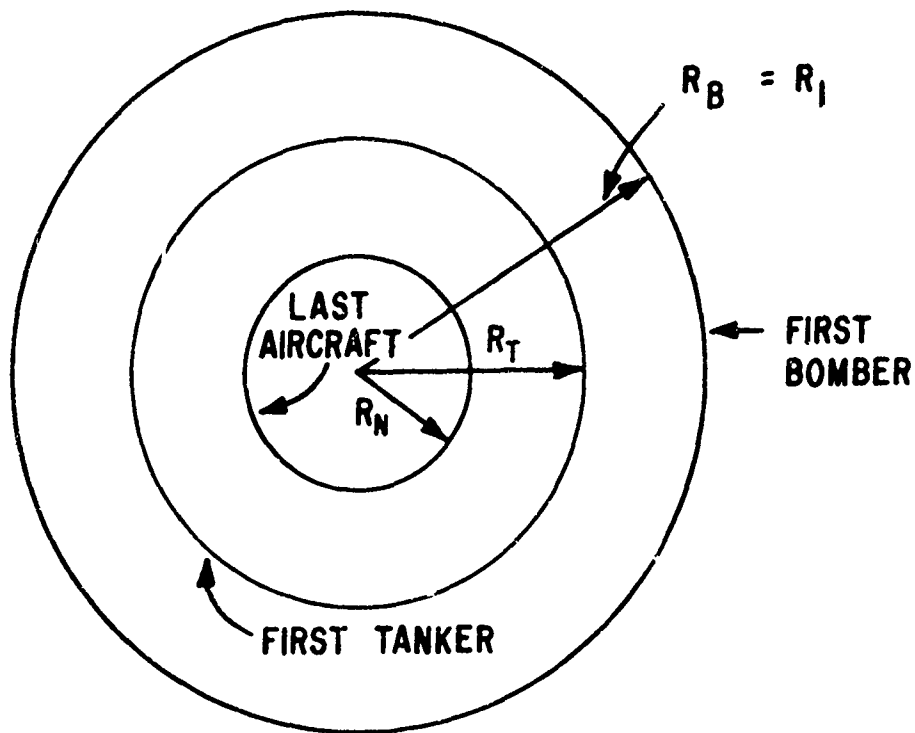 R_B = R_1
LAST
AIRCRAFT
R_T
R_N
FIRST
BOMBER
FIRST TANKER